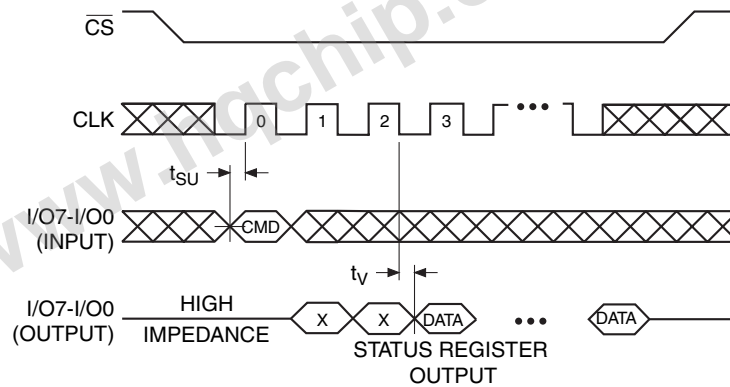 CS
CLK
0 1 2 3 •••
tSU
I/O7-I/O0
(INPUT)
CMD
tV
I/O7-I/O0
(OUTPUT)
HIGH
IMPEDANCE
X X DATA ••• DATA
STATUS REGISTER
OUTPUT